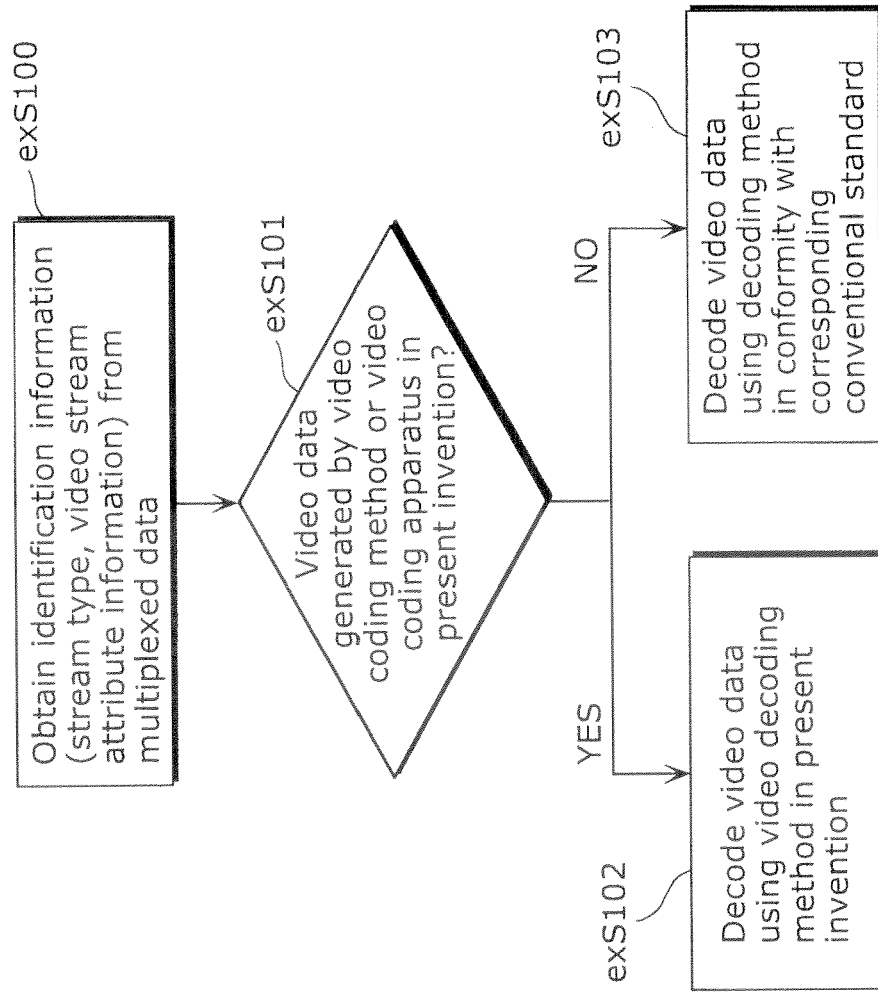 exS100
Obtain identification information
(stream type, video stream
attribute information) from
multiplexed data
exS101
Video data
generated by video
coding method or video
coding apparatus in
present invention?
YES
NO
exS102
Decode video data
using video decoding
method in present
invention
exS103
Decode video data
using decoding method
in conformity with
corresponding
conventional standard